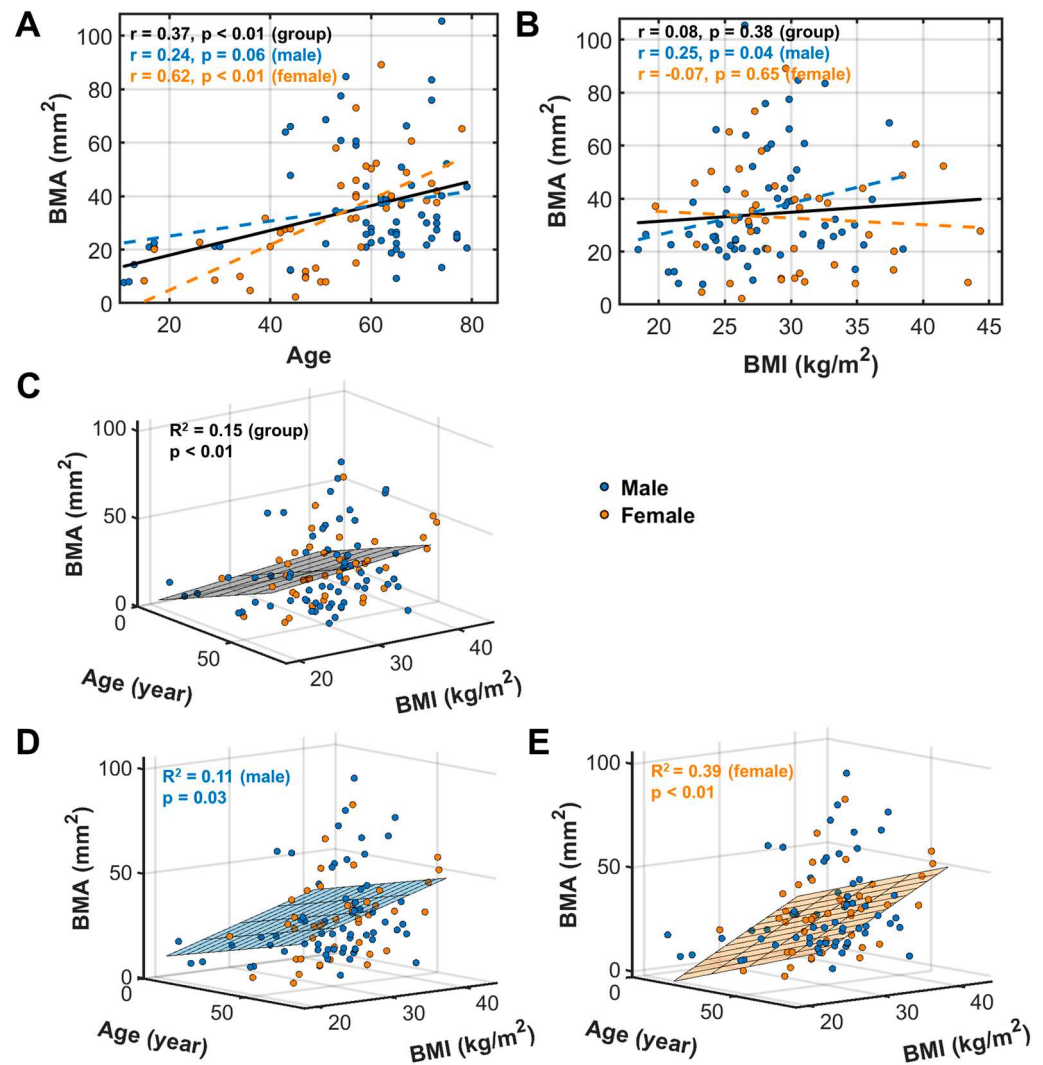 A
r = 0.37, p < 0.01 (group)
r = 0.24, p = 0.06 (male)
r = 0.62, p < 0.01 (female)
100
80
60
40
20
0
BMA (mm²)
20
40
60
80
Age
B
r = 0.08, p = 0.38 (group)
r = 0.25, p = 0.04 (male)
r = -0.07, p = 0.65 (female)
100
80
60
40
20
0
BMA (mm²)
20
25
30
35
40
45
BMI (kg/m²)
C
R² = 0.15 (group)
p < 0.01
100
50
0
BMA (mm²)
0
50
Age (year)
20
30
40
BMI (kg/m²)
Male
Female
D
R² = 0.11 (male)
p = 0.03
100
50
0
BMA (mm²)
0
50
Age (year)
20
30
40
BMI (kg/m²)
E
R² = 0.39 (female)
p < 0.01
100
50
0
BMA (mm²)
0
50
Age (year)
20
30
40
BMI (kg/m²)